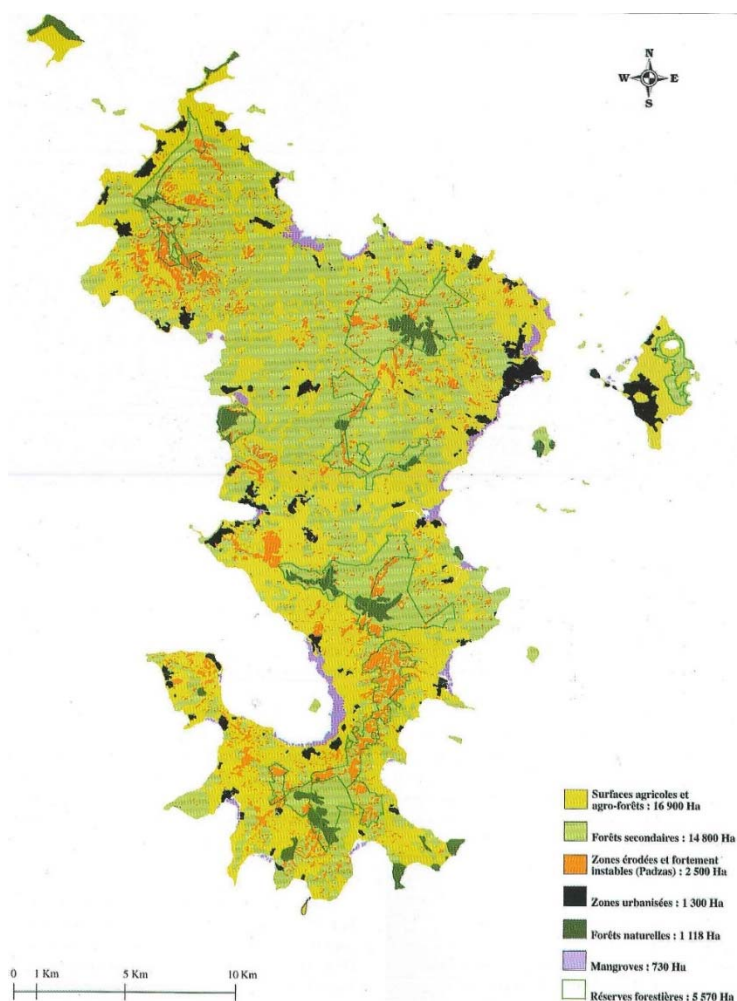 N
W E
S
Surfaces agricoles et
agro-forêts : 16 900 Ha
Forêts secondaires : 14 800 Ha
Zones érodées et fortement
instables (Padzas) : 2 500 Ha
Zones urbanisées : 1 300 Ha
Forêts naturelles : 1 118 Ha
Mangroves : 730 Ha
Réserves forestières : 5 570 Ha
0 1 Km 5 Km 10 Km